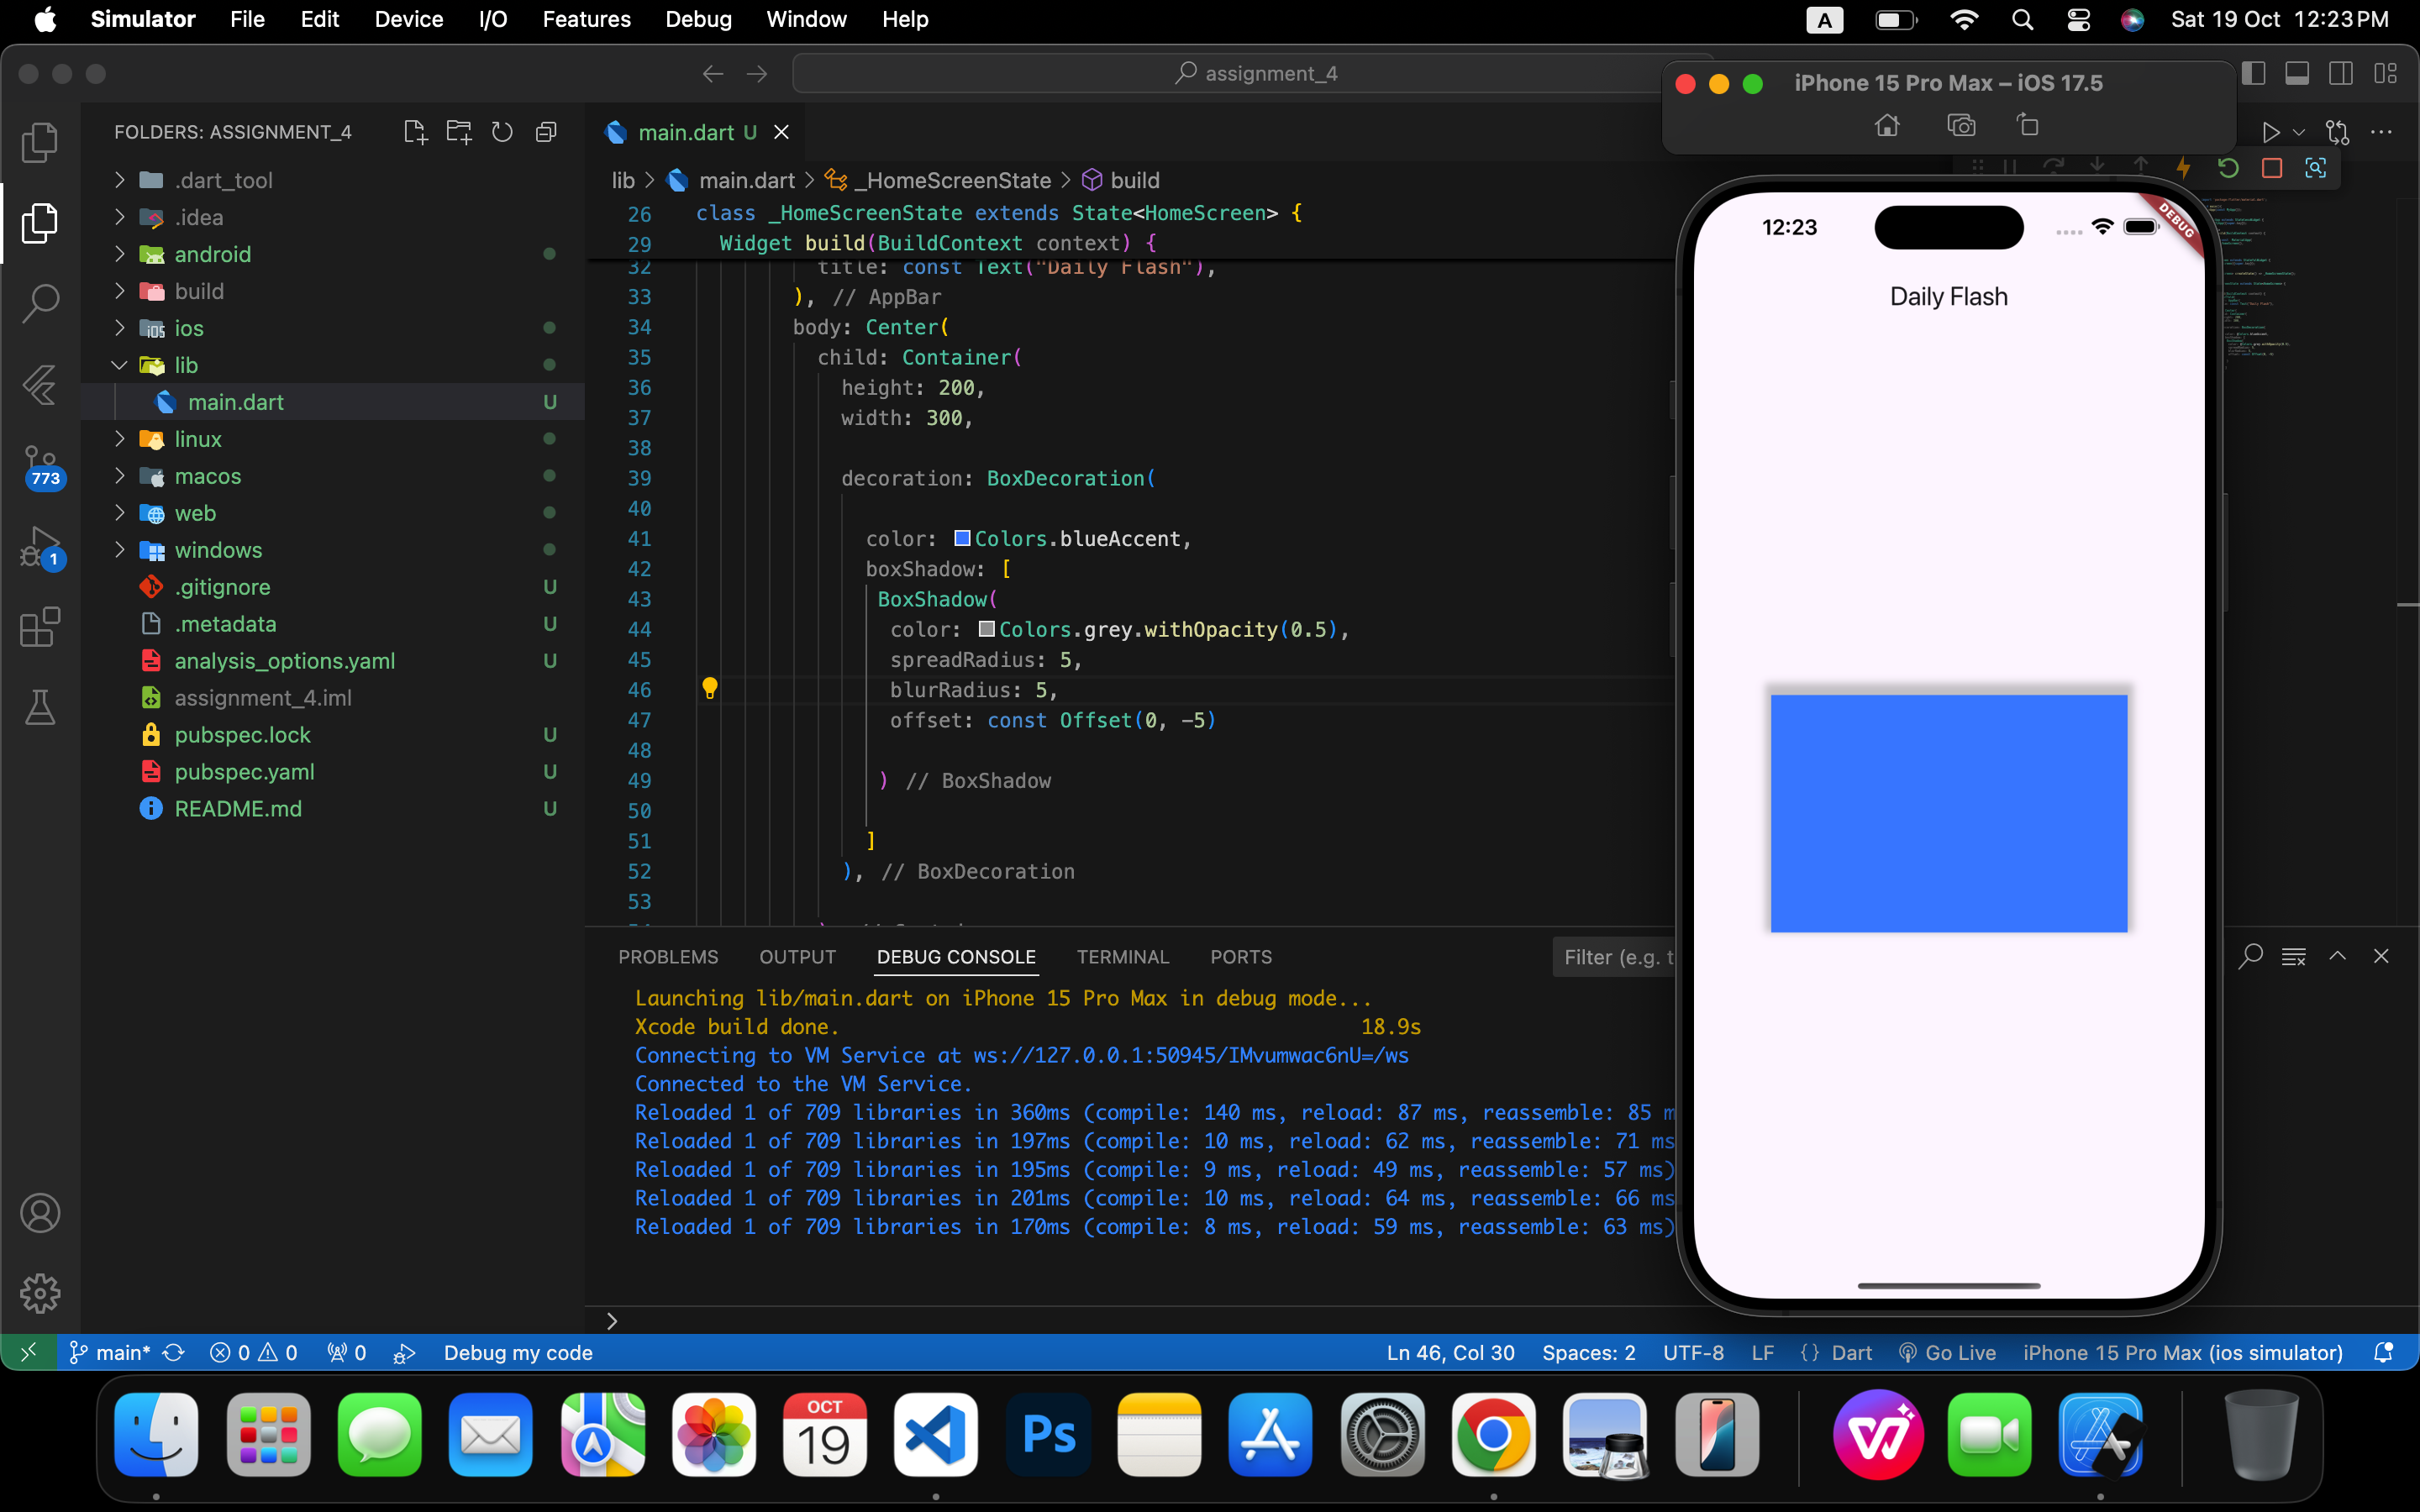 Simulator File Edit Device I/O Features Debug Window Help A Sat 19 Oct 12:23 PM
assignment_4
iPhone 15 Pro Max – iOS 17.5
FOLDERS: ASSIGNMENT_4
.dart_tool
.idea
android
build
ios
lib
main.dart U
linux
macos
web
windows
.gitignore U
.metadata U
analysis_options.yaml U
assignment_4.iml
pubspec.lock U
pubspec.yaml U
README.md U
773
1
main.dart U
lib > main.dart > _HomeScreenState > build
26 class _HomeScreenState extends State<HomeScreen> {
29 Widget build(BuildContext context) {
32 title: const Text("Daily Flash"),
33 ), // AppBar
34 body: Center(
35 child: Container(
36 height: 200,
37 width: 300,
38
39 decoration: BoxDecoration(
40
41 color: Colors.blueAccent,
42 boxShadow: [
43 BoxShadow(
44 color: Colors.grey.withOpacity(0.5),
45 spreadRadius: 5,
46 blurRadius: 5,
47 offset: const Offset(0, -5)
48
49 ) // BoxShadow
50
51 ]
52 ), // BoxDecoration
53
12:23
DEBUG
Daily Flash
PROBLEMS OUTPUT DEBUG CONSOLE TERMINAL PORTS Filter (e.g. t
Launching lib/main.dart on iPhone 15 Pro Max in debug mode...
Xcode build done. 18.9s
Connecting to VM Service at ws://127.0.0.1:50945/IMvumwac6nU=/ws
Connected to the VM Service.
Reloaded 1 of 709 libraries in 360ms (compile: 140 ms, reload: 87 ms, reassemble: 85 m
Reloaded 1 of 709 libraries in 197ms (compile: 10 ms, reload: 62 ms, reassemble: 71 ms
Reloaded 1 of 709 libraries in 195ms (compile: 9 ms, reload: 49 ms, reassemble: 57 ms)
Reloaded 1 of 709 libraries in 201ms (compile: 10 ms, reload: 64 ms, reassemble: 66 ms
Reloaded 1 of 709 libraries in 170ms (compile: 8 ms, reload: 59 ms, reassemble: 63 ms)
main* 0 0 0 Debug my code Ln 46, Col 30 Spaces: 2 UTF-8 LF {} Dart Go Live iPhone 15 Pro Max (ios simulator)
OCT
19
Ps